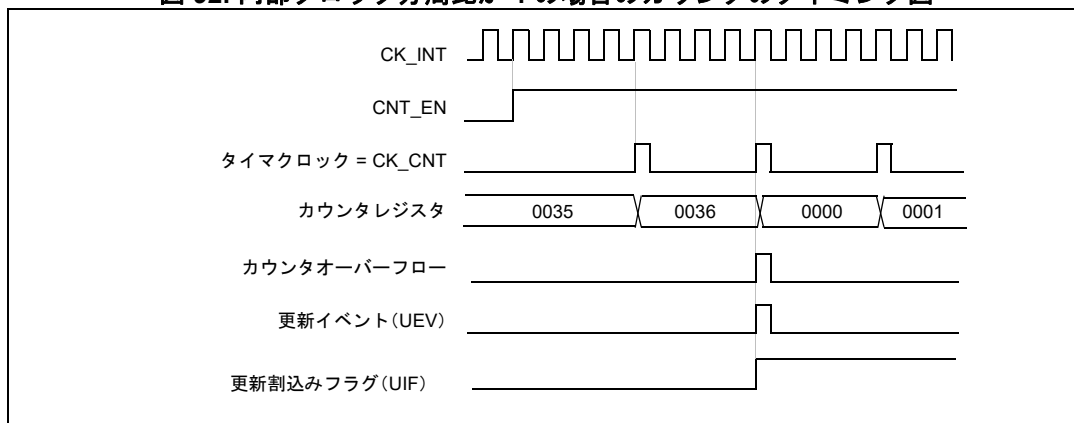 CK_INT
CNT_EN
タイマクロック = CK_CNT
カウンタレジスタ 0035 0036 0000 0001
カウンタオーバーフロー
更新イベント(UEV)
更新割込みフラグ(UIF)